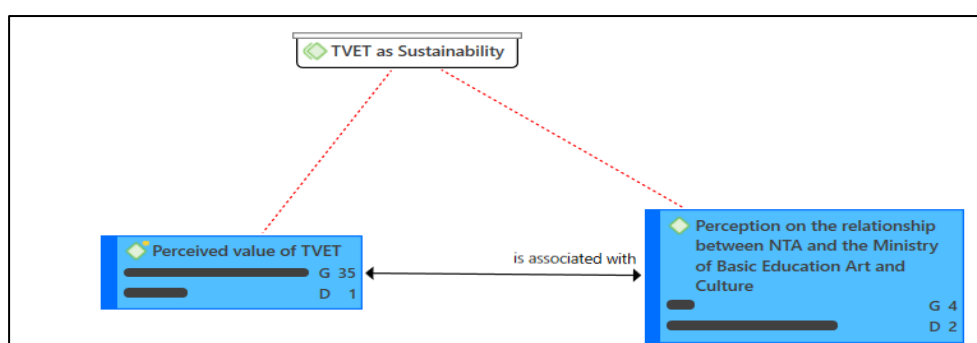 TVET as Sustainability
Perceived value of TVET
G 35
D 1
is associated with
Perception on the relationship
between NTA and the Ministry
of Basic Education Art and
Culture
G 4
D 2